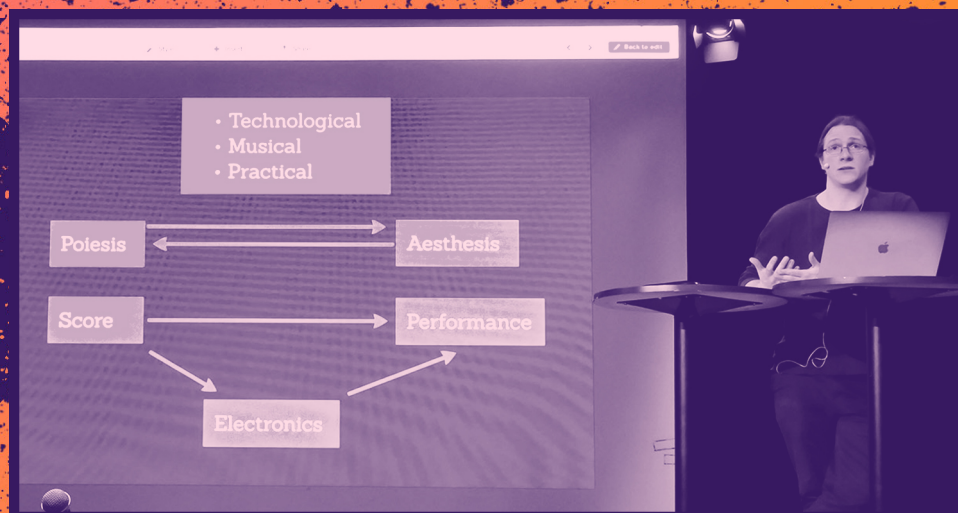 Back to edit
• Technological
• Musical
• Practical
Poiesis
Aesthesis
Score
Performance
Electronics